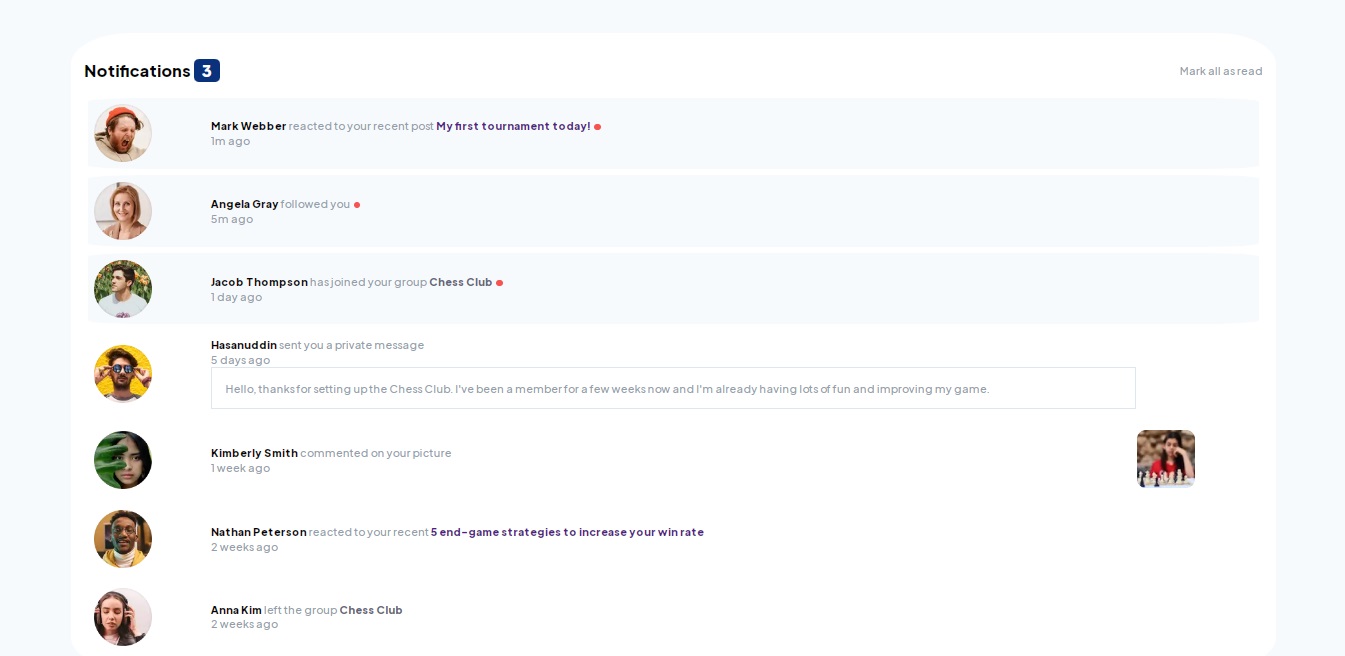 Notifications 3
Mark all as read
Mark Webber reacted to your recent post My first tournament today!
1m ago
Angela Gray followed you
5m ago
Jacob Thompson has joined your group Chess Club
1 day ago
Hasanuddin sent you a private message
5 days ago
Hello, thanks for setting up the Chess Club. I've been a member for a few weeks now and I'm already having lots of fun and improving my game.
Kimberly Smith commented on your picture
1 week ago
Nathan Peterson reacted to your recent 5 end-game strategies to increase your win rate
2 weeks ago
Anna Kim left the group Chess Club
2 weeks ago